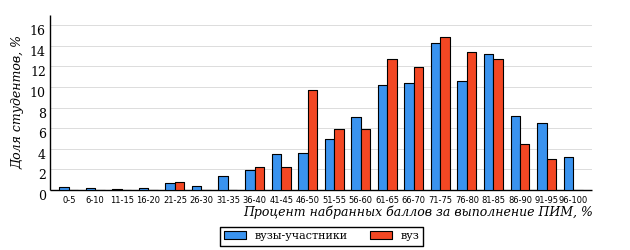 Доля студентов, %
16
14
12
10
8
6
4
2
0
0-5 6-10 11-15 16-20 21-25 26-30 31-35 36-40 41-45 46-50 51-55 56-60 61-65 66-70 71-75 76-80 81-85 86-90 91-95 96-100
Процент набранных баллов за выполнение ПИМ, %
вузы-участники вуз